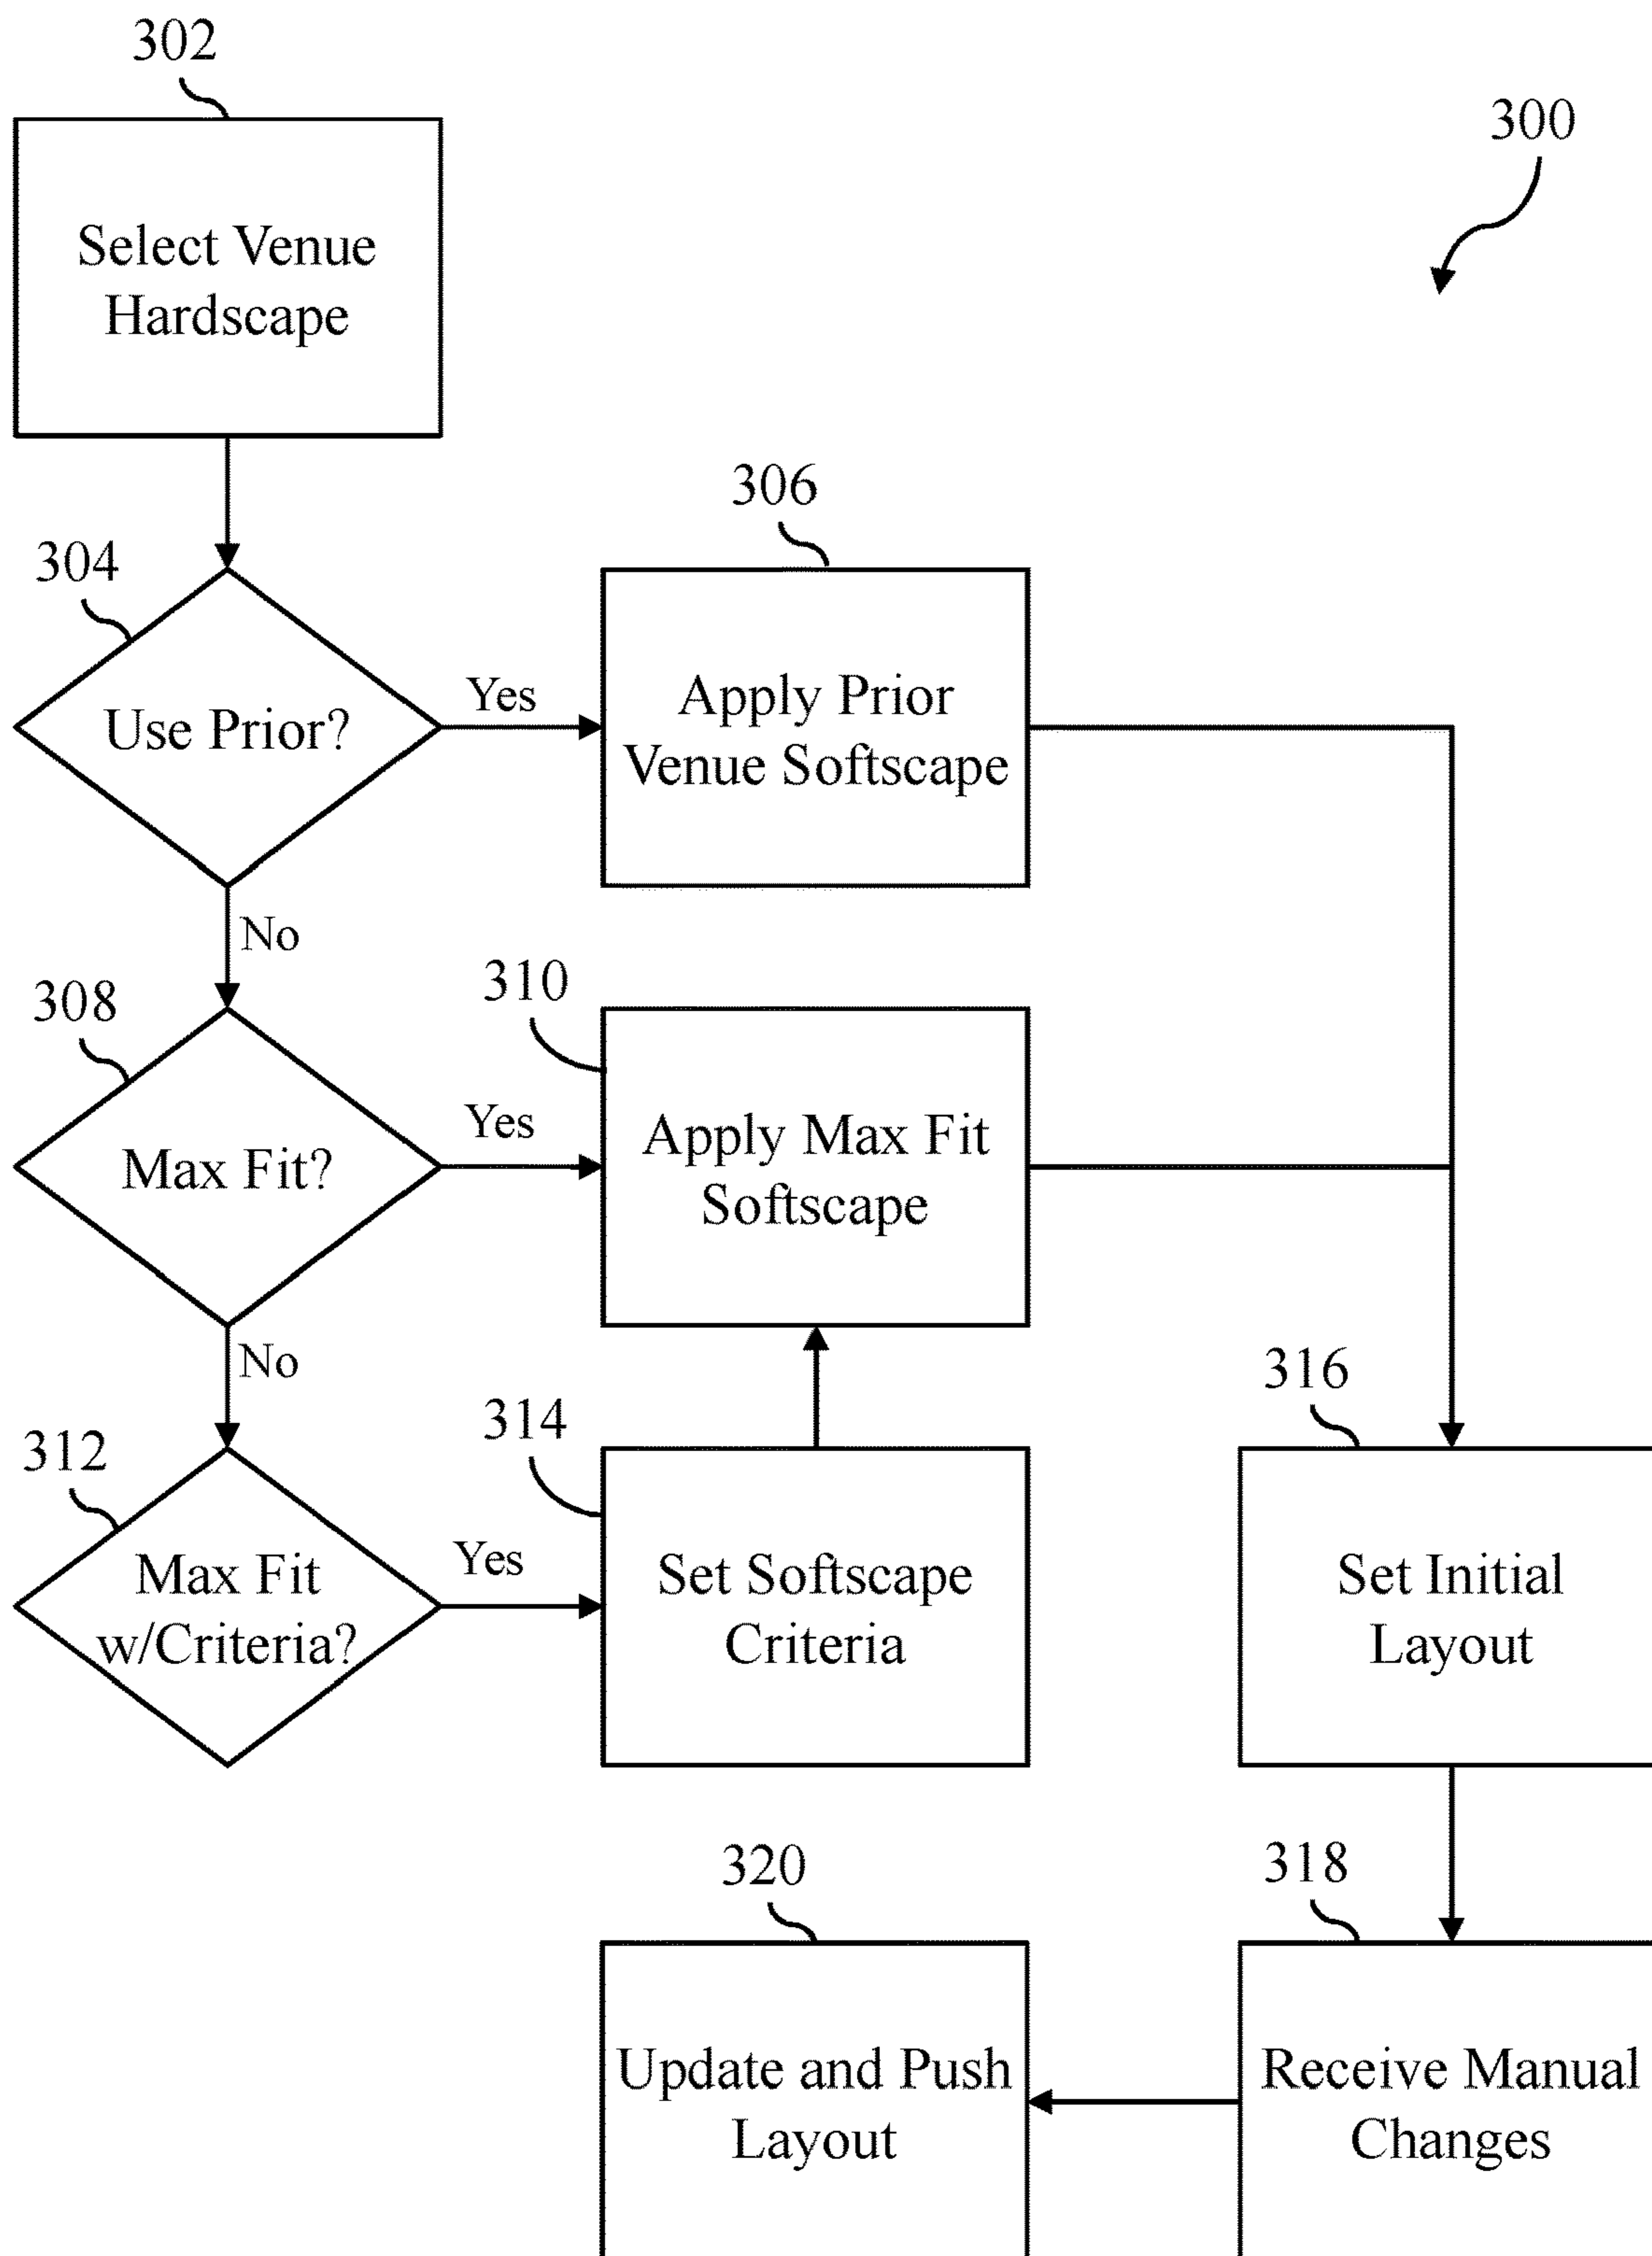 302
300
Select Venue
Hardscape
304
306
Use Prior?
Yes
Apply Prior
Venue Softscape
No
308
310
Max Fit?
Yes
Apply Max Fit
Softscape
No
312
314
316
Max Fit
w/Criteria?
Yes
Set Softscape
Criteria
Set Initial
Layout
320
318
Update and Push
Layout
Receive Manual
Changes